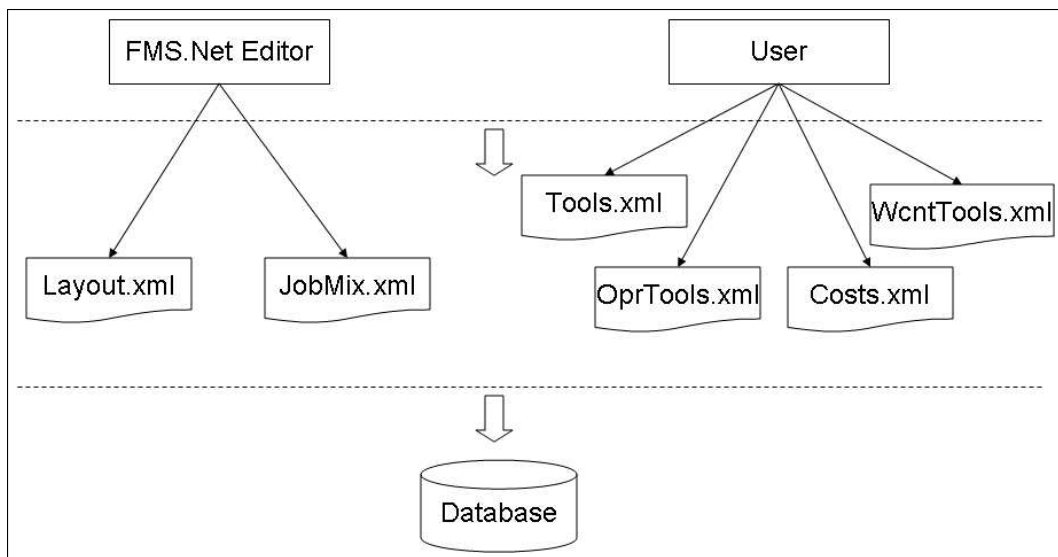 FMS.Net Editor
User
Tools.xml
WcntTools.xml
Layout.xml
JobMix.xml
OprTools.xml
Costs.xml
Database